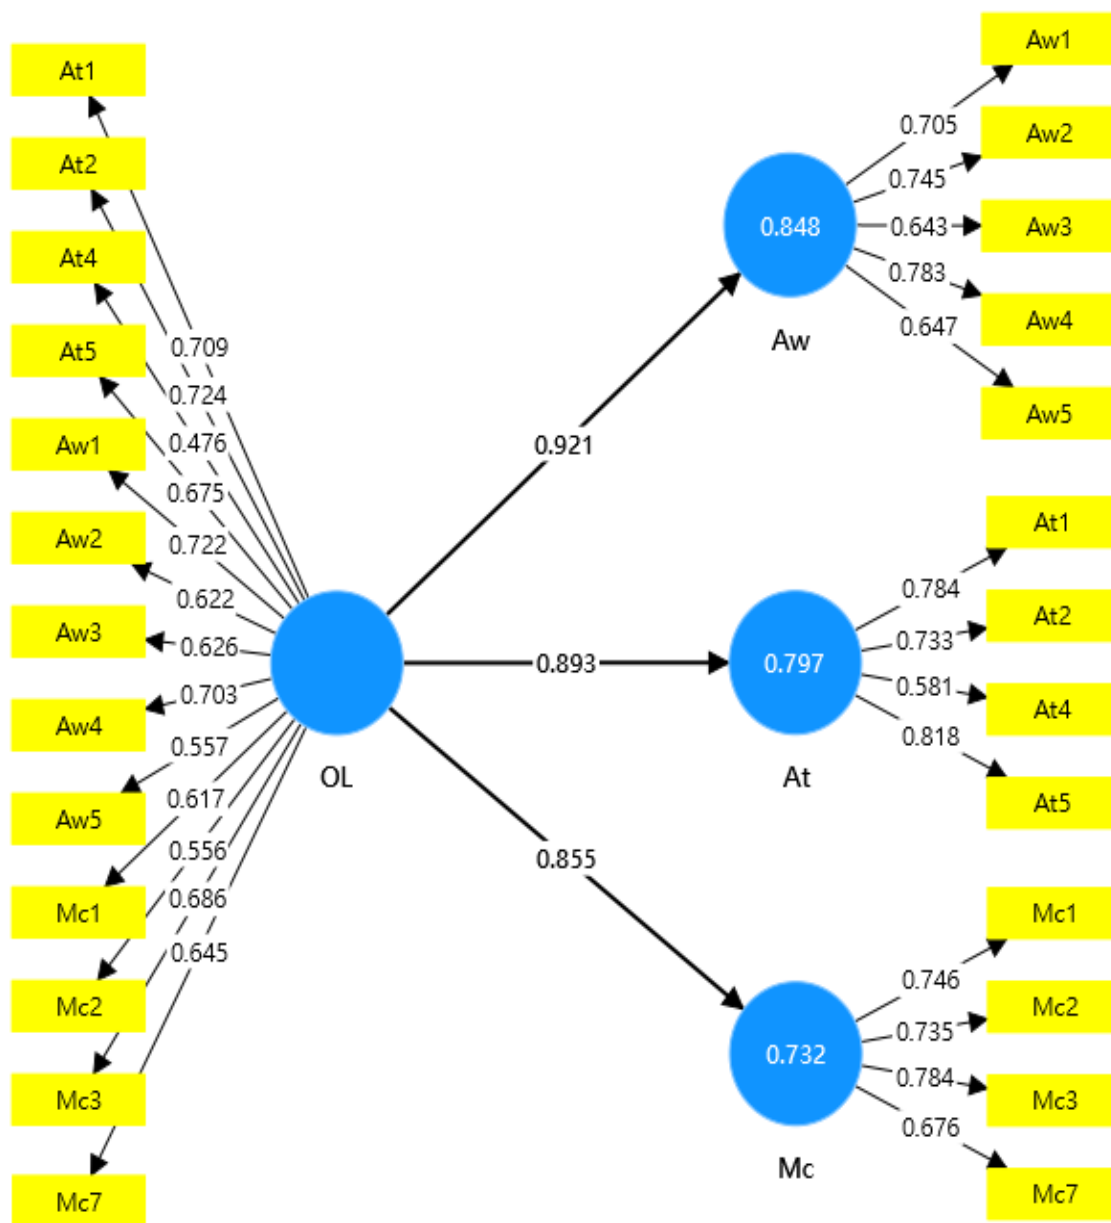 At1
At2
At4
At5
Aw1
Aw2
Aw3
Aw4
Aw5
Mc1
Mc2
Mc3
Mc7
0.709
0.724
0.476
0.675
0.722
0.622
0.626
0.703
0.557
0.617
0.556
0.686
0.645
OL
0.921
0.893
0.855
0.848
Aw
0.705
0.745
0.643
0.783
0.647
Aw1
Aw2
Aw3
Aw4
Aw5
0.797
At
0.784
0.733
0.581
0.818
At1
At2
At4
At5
0.732
Mc
0.746
0.735
0.784
0.676
Mc1
Mc2
Mc3
Mc7